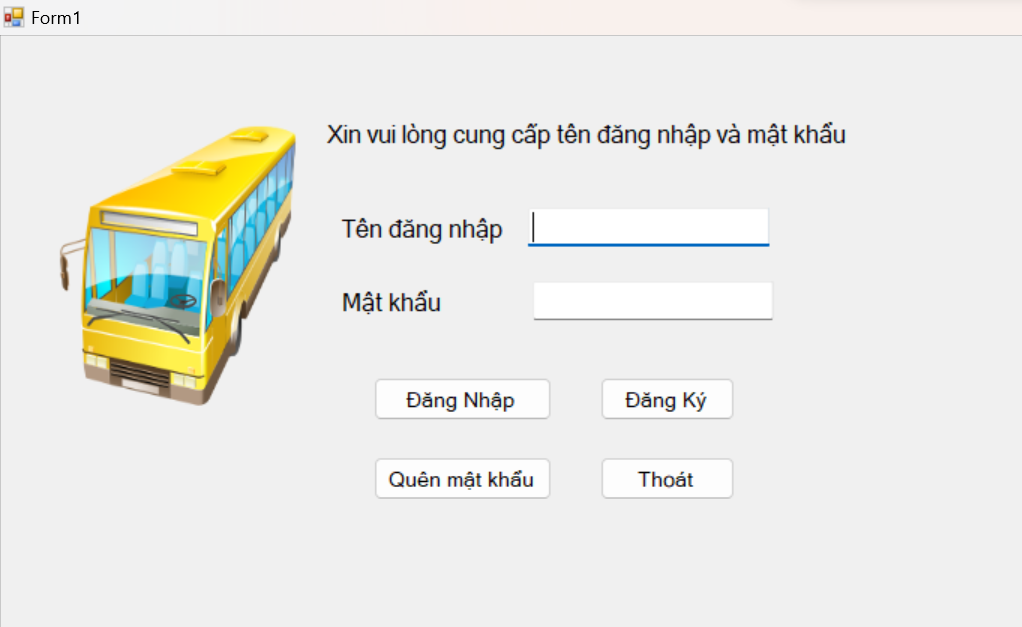 Form1
Xin vui lòng cung cấp tên đăng nhập và mật khẩu
Tên đăng nhập
Mật khẩu
Đăng Nhập
Đăng Ký
Quên mật khẩu
Thoát